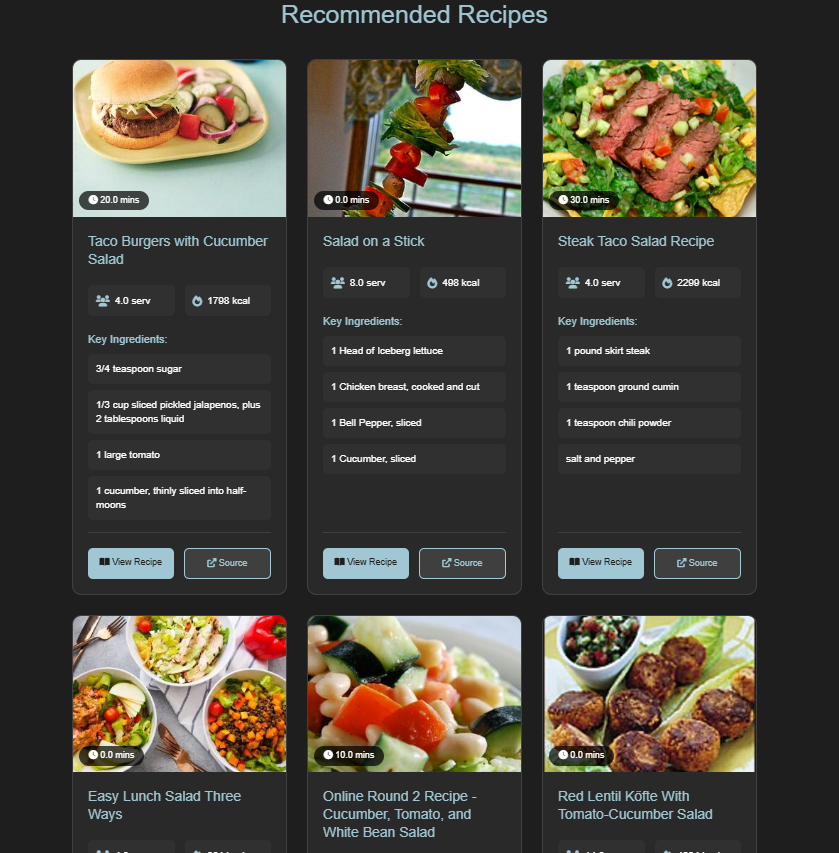 Recommended Recipes
20.0 mins
0.0 mins
30.0 mins
Taco Burgers with Cucumber
Salad
4.0 serv
1798 kcal
Key Ingredients:
3/4 teaspoon sugar
1/3 cup sliced pickled jalapenos, plus
2 tablespoons liquid
1 large tomato
1 cucumber, thinly sliced into half-
moons
View Recipe
Source
Salad on a Stick
8.0 serv
498 kcal
Key Ingredients:
1 Head of Iceberg lettuce
1 Chicken breast, cooked and cut
1 Bell Pepper, sliced
1 Cucumber, sliced
View Recipe
Source
Steak Taco Salad Recipe
4.0 serv
2299 kcal
Key Ingredients:
1 pound skirt steak
1 teaspoon ground cumin
1 teaspoon chili powder
salt and pepper
View Recipe
Source
0.0 mins
10.0 mins
0.0 mins
Easy Lunch Salad Three
Ways
Online Round 2 Recipe -
Cucumber, Tomato, and
White Bean Salad
Red Lentil Köfte With
Tomato-Cucumber Salad